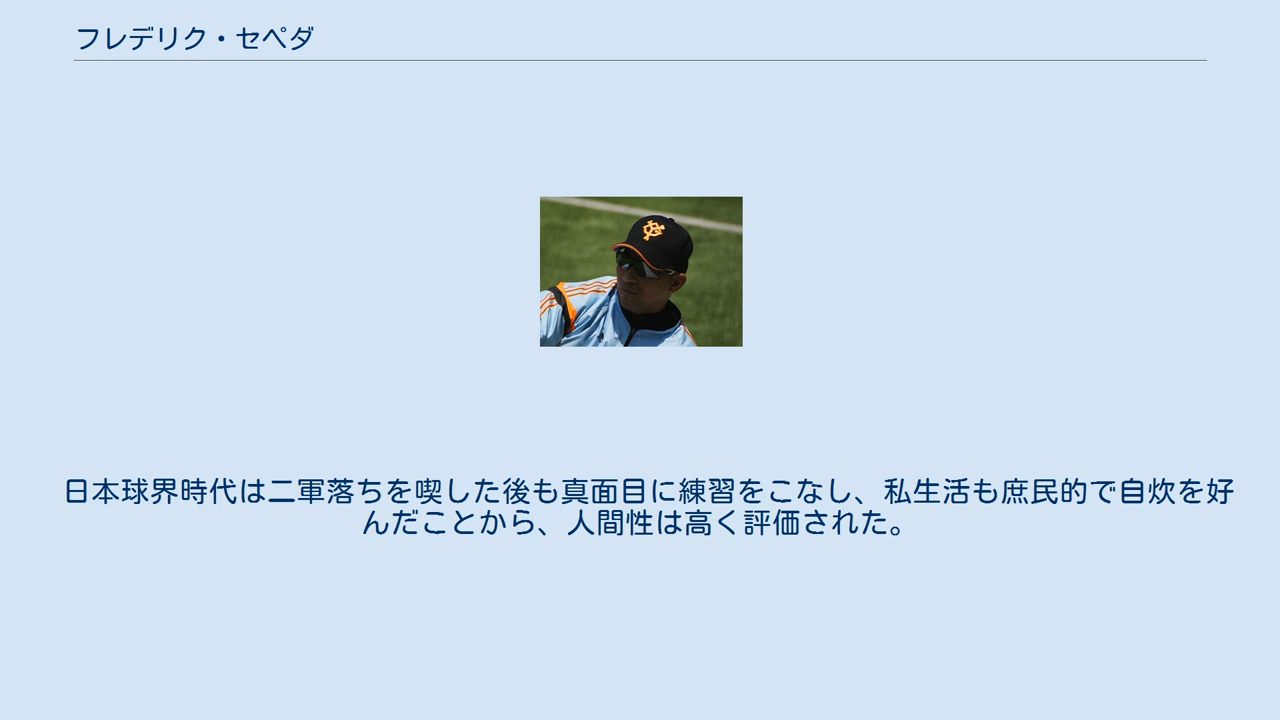 フレデリク・セペダ
日本球界時代は二軍落ちを喫した後も真面目に練習をこなし、私生活も庶民的で自炊を好
んだことから、人間性は高く評価された。